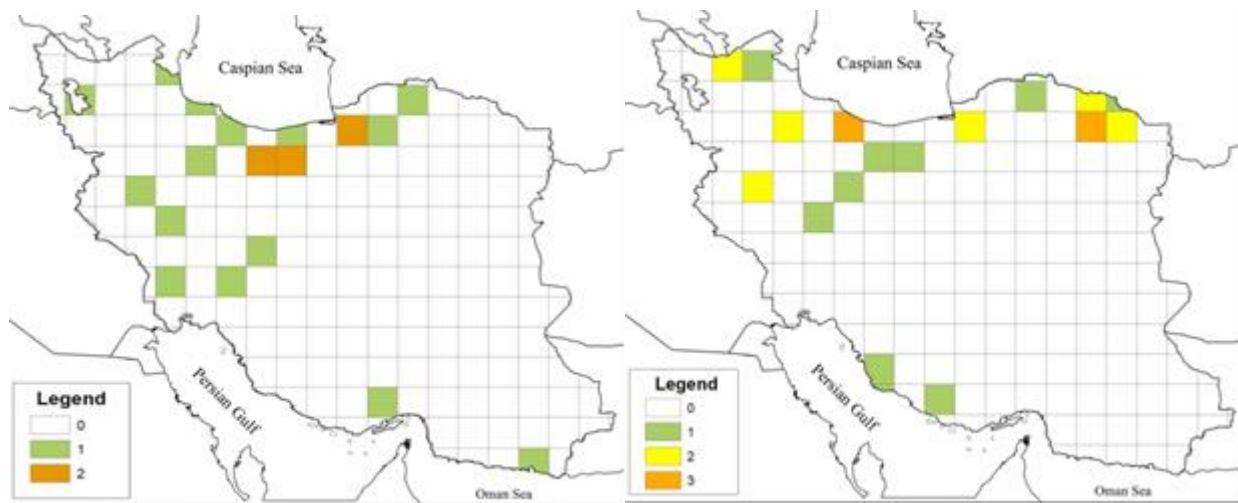 Caspian Sea
Persian Gulf
Oman Sea
Legend
0
1
2
Caspian Sea
Persian Gulf
Oman Sea
Legend
0
1
2
3